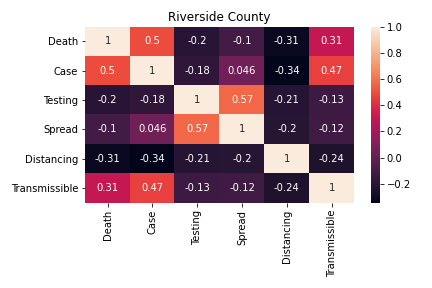 Riverside County
Death 1 0.5 -0.2 -0.1 -0.31 0.31
Case 0.5 1 -0.18 0.046 -0.34 0.47
Testing -0.2 -0.18 1 0.57 -0.21 -0.13
Spread -0.1 0.046 0.57 1 -0.2 -0.12
Distancing -0.31 -0.34 -0.21 -0.2 1 -0.24
Transmissible 0.31 0.47 -0.13 -0.12 -0.24 1
Death Case Testing Spread Distancing Transmissible
1.0
0.8
0.6
0.4
0.2
0.0
−0.2